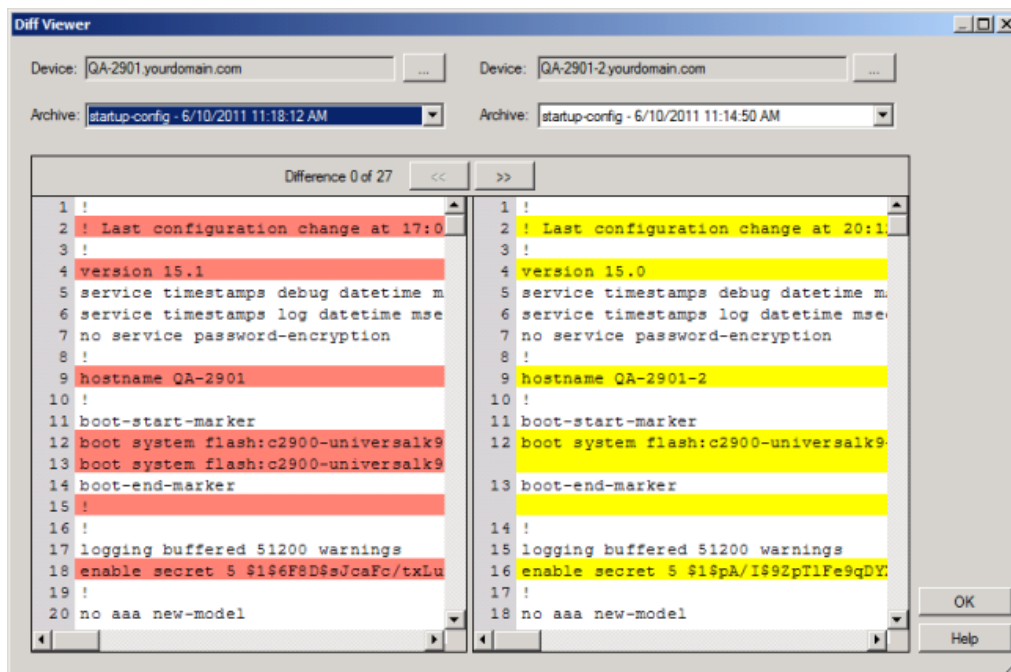 Diff Viewer
Device: QA-2901.yourdomain.com ... Device: QA-2901-2.yourdomain.com ...
Archive: startup-config - 6/10/2011 11:18:12 AM Archive: startup-config - 6/10/2011 11:14:50 AM
Difference 0 of 27 << >>
1 !
2 ! Last configuration change at 17:0
3 !
4 version 15.1
5 service timestamps debug datetime m
6 service timestamps log datetime mse
7 no service password-encryption
8 !
9 hostname QA-2901
10 !
11 boot-start-marker
12 boot system flash:c2900-universalk9
13 boot system flash:c2900-universalk9
14 boot-end-marker
15 !
16 !
17 logging buffered 51200 warnings
18 enable secret 5 $1$6F8D$sJcaFc/txLu
19 !
20 no aaa new-model
1 !
2 ! Last configuration change at 20:1
3 !
4 version 15.0
5 service timestamps debug datetime m
6 service timestamps log datetime mse
7 no service password-encryption
8 !
9 hostname QA-2901-2
10 !
11 boot-start-marker
12 boot system flash:c2900-universalk9-
13 boot-end-marker
14 !
15 logging buffered 51200 warnings
16 enable secret 5 $1$pA/I$9ZpTlFe9qDY
17 !
18 no aaa new-model
OK
Help